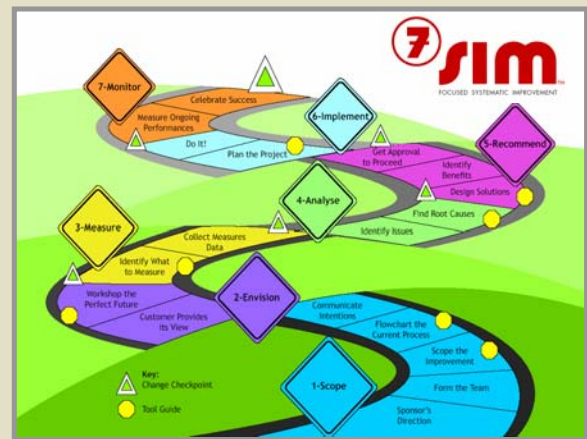 7
SIM
FOCUSED SYSTEMATIC IMPROVEMENT
7-Monitor
Celebrate Success
Measure Ongoing
Performances
Do It!
Plan the Project
6-Implement
Get Approval
to Proceed
Identify
Benefits
Design Solutions
5-Recommend
4-Analyse
Find Root Causes
Identify Issues
3-Measure
Collect Measures
Data
Identify What
to Measure
Workshop the
Perfect Future
Customer Provides
its View
2-Envision
Communicate
Intentions
Flowchart the
Current Process
Scope the
Improvement
Form the Team
Sponsor's
Direction
1-Scope
Key:
Change Checkpoint
Tool Guide